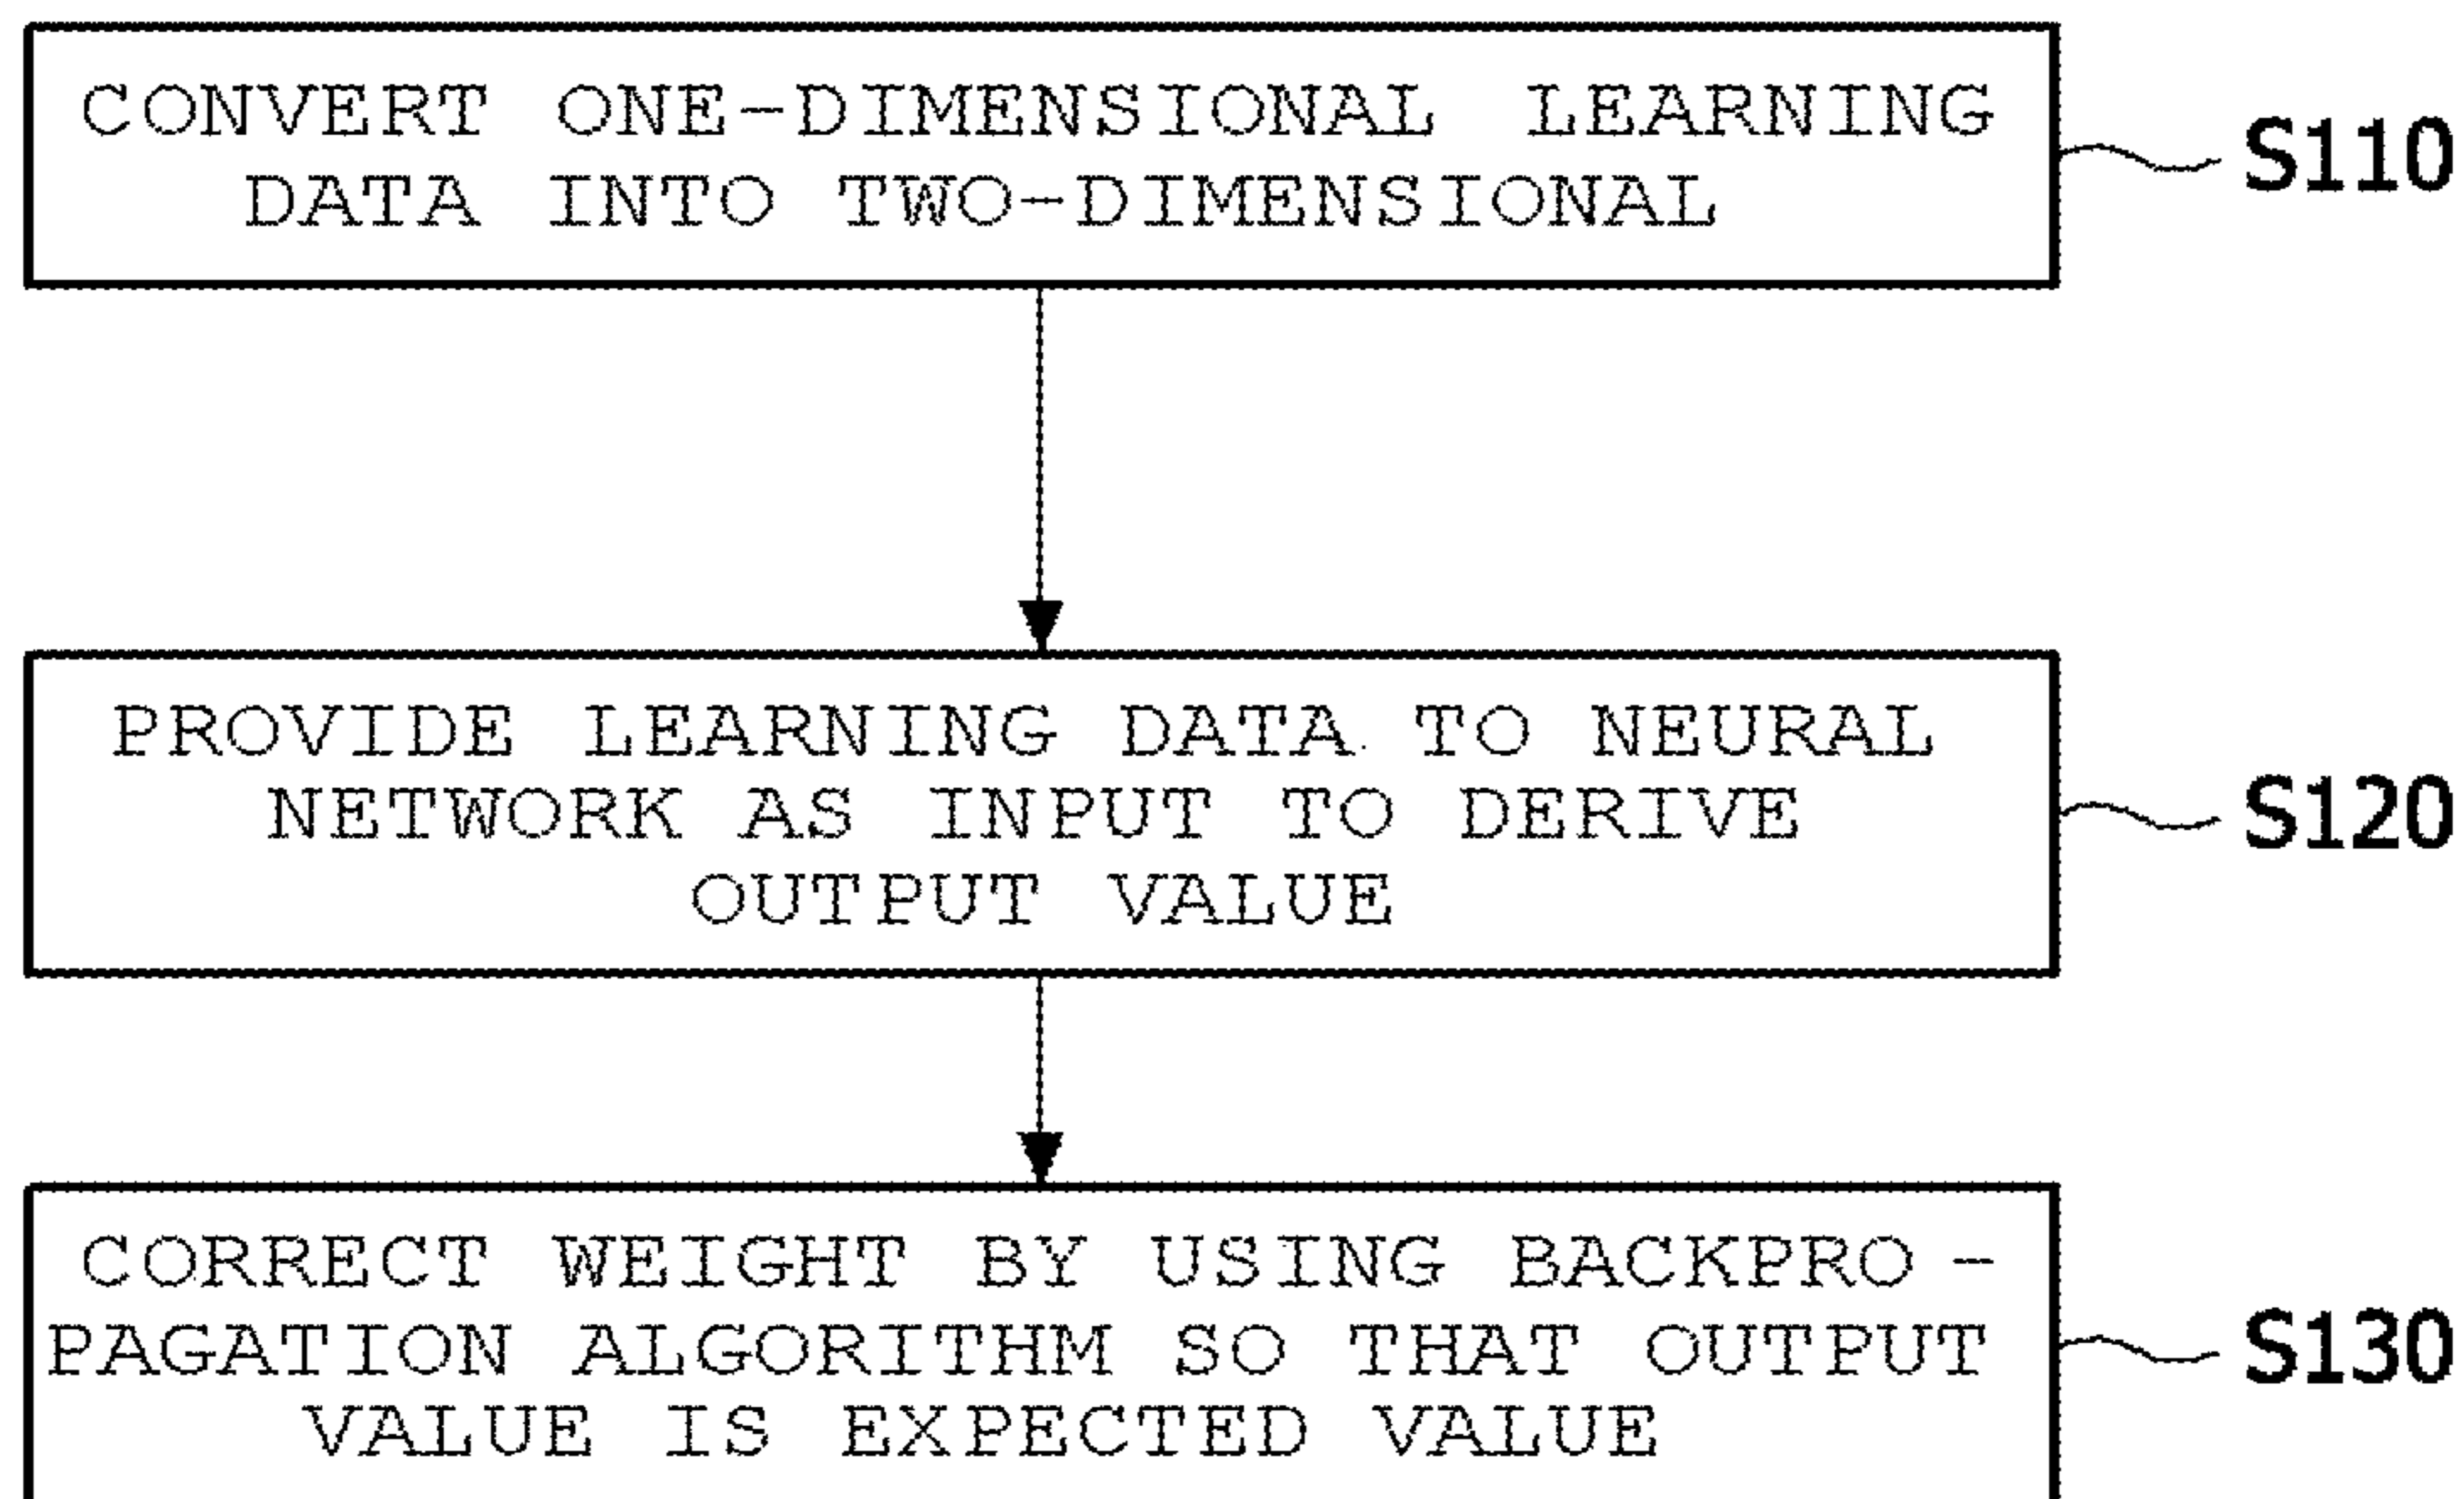 CONVERT ONE-DIMENSIONAL LEARNING
DATA INTO TWO-DIMENSIONAL
S110
PROVIDE LEARNING DATA TO NEURAL
NETWORK AS INPUT TO DERIVE
OUTPUT VALUE
S120
CORRECT WEIGHT BY USING BACKPRO-
PAGATION ALGORITHM SO THAT OUTPUT
VALUE IS EXPECTED VALUE
S130